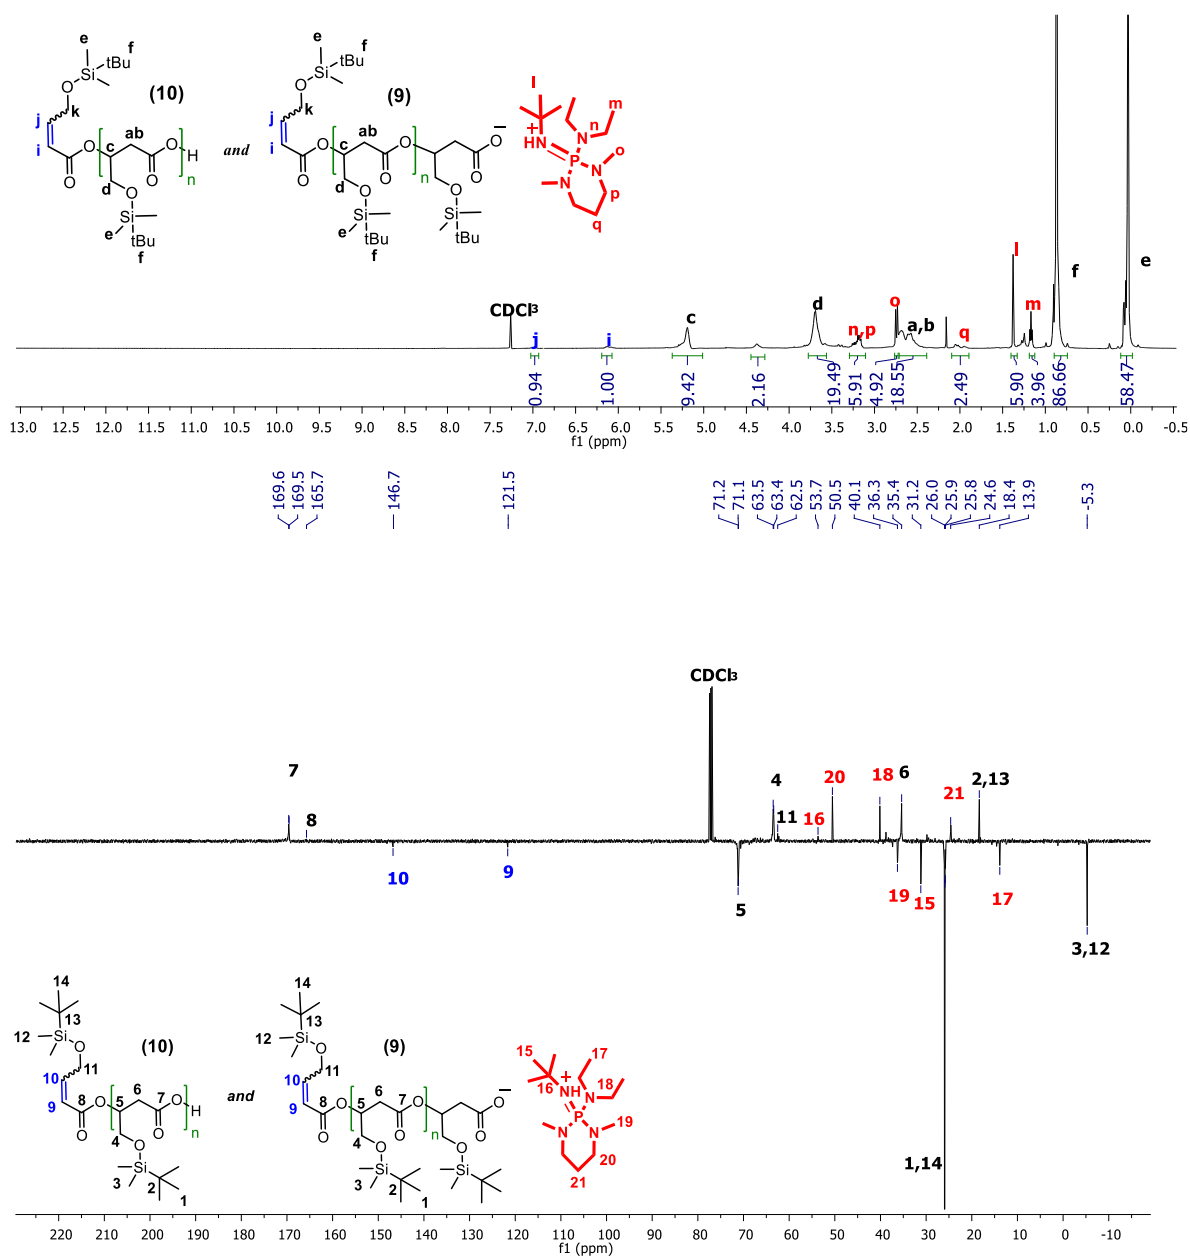 e
f
Si
tBu
O
(10)
j
k
i
O
ab
c
O
OH
O
n
d
O
Si
e
tBu
f
and
e
f
Si
tBu
O
(9)
j
k
i
O
ab
c
O
O
O
n
d
O
Si
e
tBu
f
O
O−
O
Si
tBu
l
m
n
+
HN
N
P
o
N
N
p
q
CDCl3
j
i
c
d
n,p
o
a,b
q
l
m
f
e
0.94
1.00
9.42
2.16
19.49
5.91
4.92
18.55
2.49
5.90
3.96
86.66
58.47
13.0 12.5 12.0 11.5 11.0 10.5 10.0 9.5 9.0 8.5 8.0 7.5 7.0 6.5 6.0 5.5 5.0 4.5 4.0 3.5 3.0 2.5 2.0 1.5 1.0 0.5 0.0 -0.5
f1 (ppm)
169.6
169.5
165.7
146.7
121.5
71.2
71.1
63.5
63.4
62.5
53.7
50.5
40.1
36.3
35.4
31.2
26.0
25.9
25.8
24.6
18.4
13.9
-5.3
CDCl3
7
8
10
9
5
4
11
16
20
18
6
19
15
21
2,13
17
3,12
1,14
14
13
12
Si
O
(10)
11
10
9
8
O
O
5
6
7
OH
O
n
4
O
Si
3
2
1
and
14
13
12
Si
O
(9)
11
10
9
8
O
O
5
6
7
O
O
n
4
O
Si
3
2
1
O−
O
O
Si
15
17
16
+
NH
N
18
P
N
N
19
20
21
220 210 200 190 180 170 160 150 140 130 120 110 100 90 80 70 60 50 40 30 20 10 0 -10
f1 (ppm)